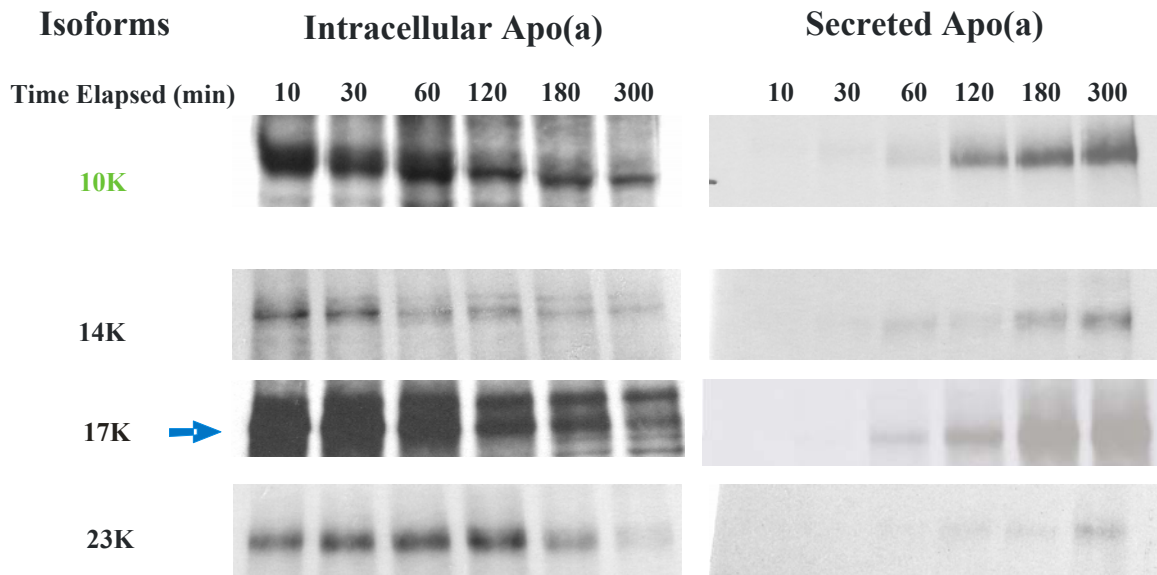 Isoforms Intracellular Apo(a) Secreted Apo(a)
Time Elapsed (min) 10 30 60 120 180 300 10 30 60 120 180 300
10K
14K
17K
23K